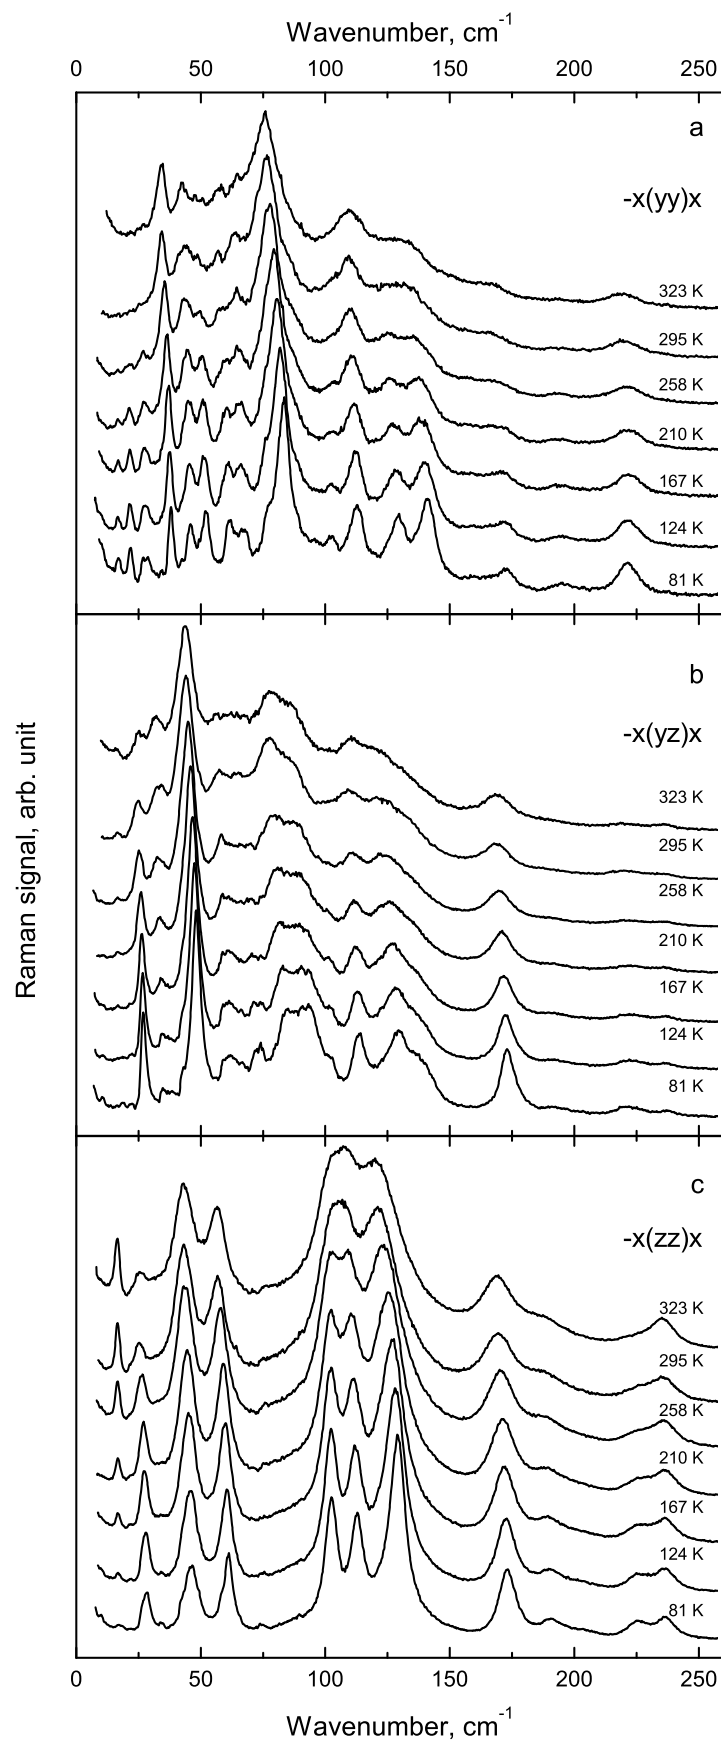 Wavenumber, cm-1
0 50 100 150 200 250
a
-x(yy)x
323 K
295 K
258 K
210 K
167 K
124 K
81 K
b
-x(yz)x
323 K
295 K
258 K
210 K
167 K
124 K
81 K
Raman signal, arb. unit
c
-x(zz)x
323 K
295 K
258 K
210 K
167 K
124 K
81 K
0 50 100 150 200 250
Wavenumber, cm-1